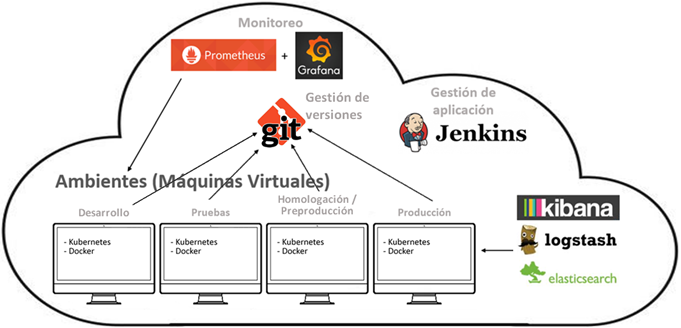 Monitoreo
Prometheus
+
Grafana
Gestión de
versiones
git
Gestión de
aplicación
Jenkins
Ambientes (Máquinas Virtuales)
Desarrollo
Pruebas
Homologación /
Preproducción
Producción
- Kubernetes
- Docker
- Kubernetes
- Docker
- Kubernetes
- Docker
- Kubernetes
- Docker
kibana
logstash
elasticsearch